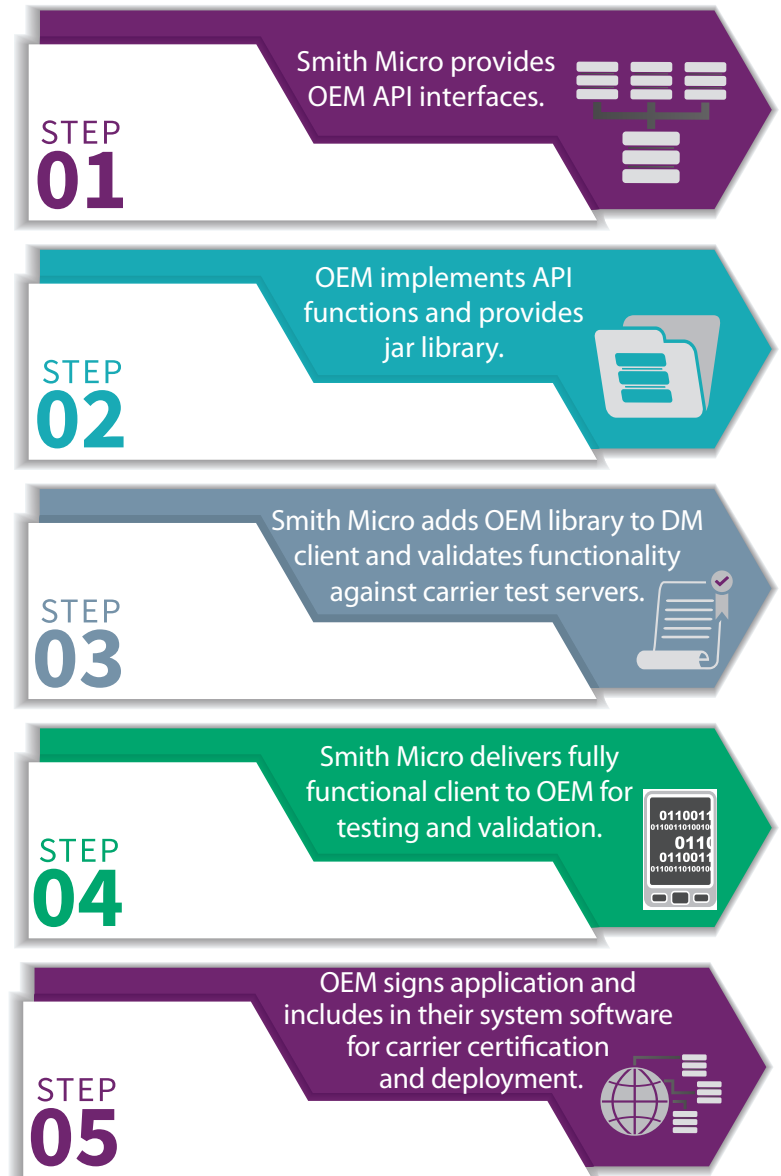 Smith Micro provides
OEM API interfaces.
STEP
01
OEM implements API
functions and provides
jar library.
STEP
02
Smith Micro adds OEM library to DM
client and validates functionality
against carrier test servers.
STEP
03
Smith Micro delivers fully
functional client to OEM for
testing and validation.
0110011
01100110100100
0110
0110011
01100110100100
STEP
04
OEM signs application and
includes in their system software
for carrier certification
and deployment.
STEP
05